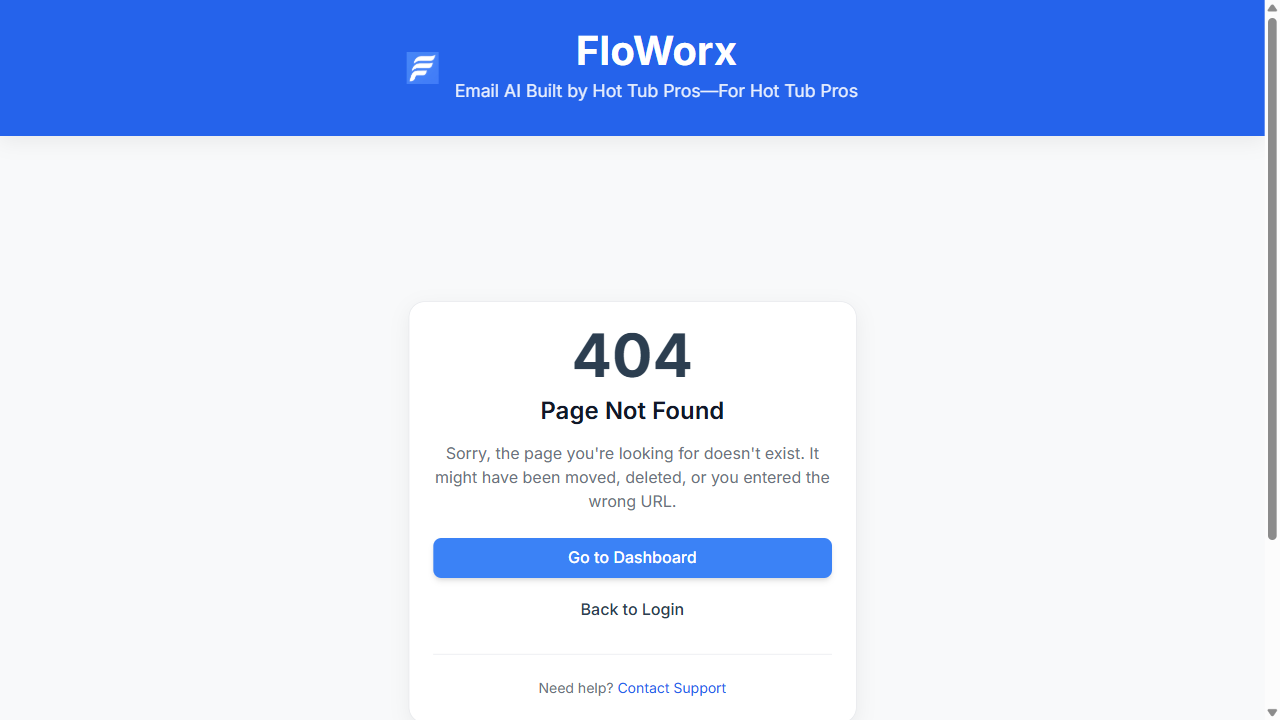 FloWorx
Email AI Built by Hot Tub Pros—For Hot Tub Pros
404
Page Not Found
Sorry, the page you're looking for doesn't exist. It
might have been moved, deleted, or you entered the
wrong URL.
Go to Dashboard
Back to Login
Need help? Contact Support